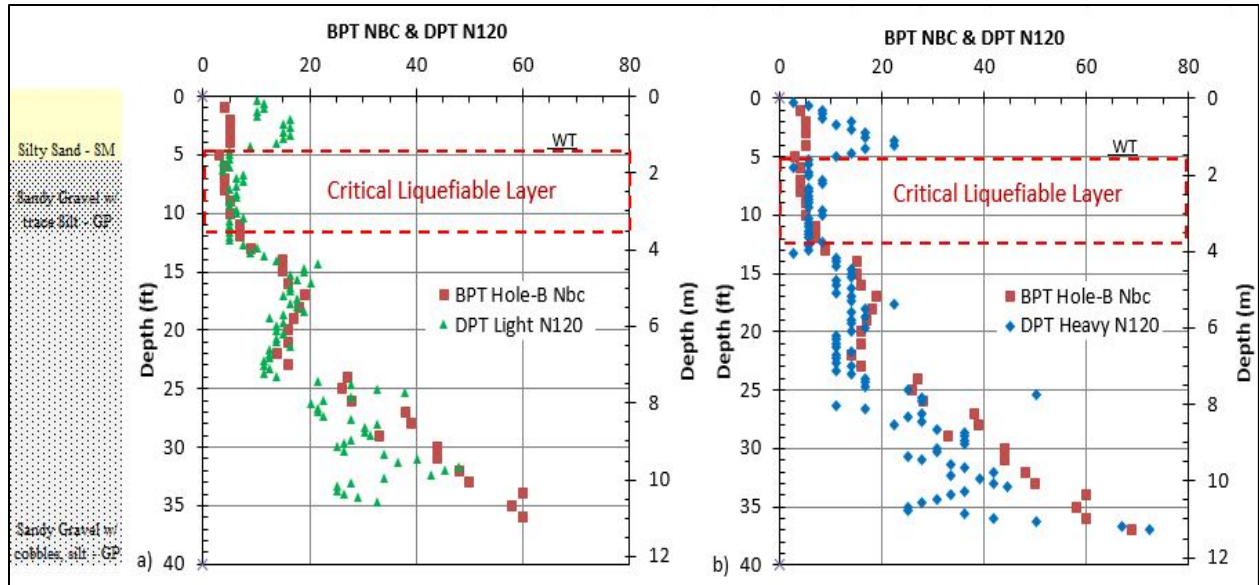 BPT NBC & DPT N120
0 20 40 60 80
0
5
10
15
20
25
30
35
40
Depth (ft)
0
2
4
6
8
10
12
Depth (m)
WT
Critical Liquefiable Layer
BPT Hole-B Nbc
DPT Light N120
a)
Silty Sand - SM
Sandy Gravel w/
trace Silt - GP
Sandy Gravel w/
cobbles, silt - GP
BPT NBC & DPT N120
0 20 40 60 80
0
5
10
15
20
25
30
35
40
Depth (ft)
0
2
4
6
8
10
12
Depth (m)
WT
Critical Liquefiable Layer
BPT Hole-B Nbc
DPT Heavy N120
b)